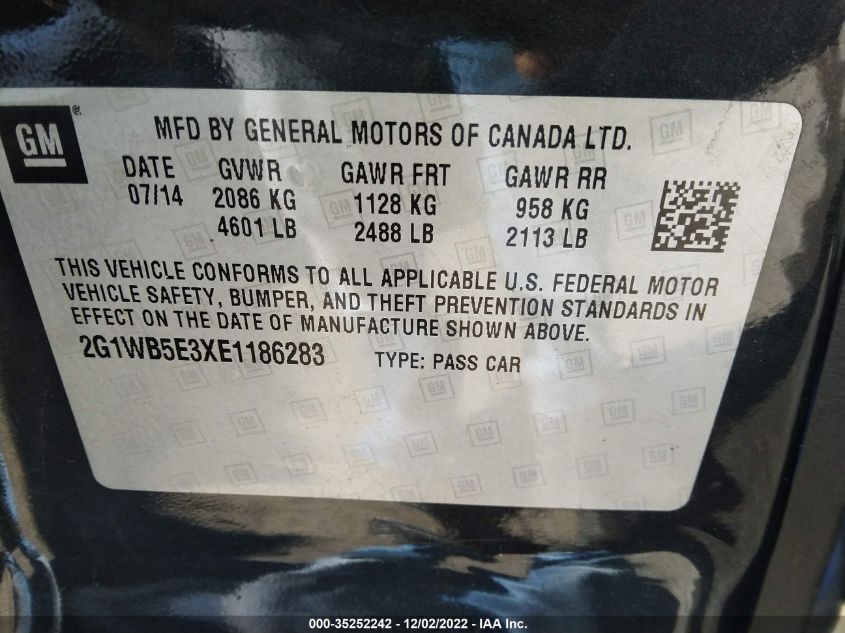 GM ®
MFD BY GENERAL MOTORS OF CANADA LTD.
DATE GVWR GAWR FRT GAWR RR
07/14 2086 KG 1128 KG 958 KG
4601 LB 2488 LB 2113 LB
THIS VEHICLE CONFORMS TO ALL APPLICABLE U.S. FEDERAL MOTOR
VEHICLE SAFETY, BUMPER, AND THEFT PREVENTION STANDARDS IN
EFFECT ON THE DATE OF MANUFACTURE SHOWN ABOVE.
2G1WB5E3XE1186283 TYPE: PASS CAR
000-35252242 - 12/02/2022 - IAA Inc.